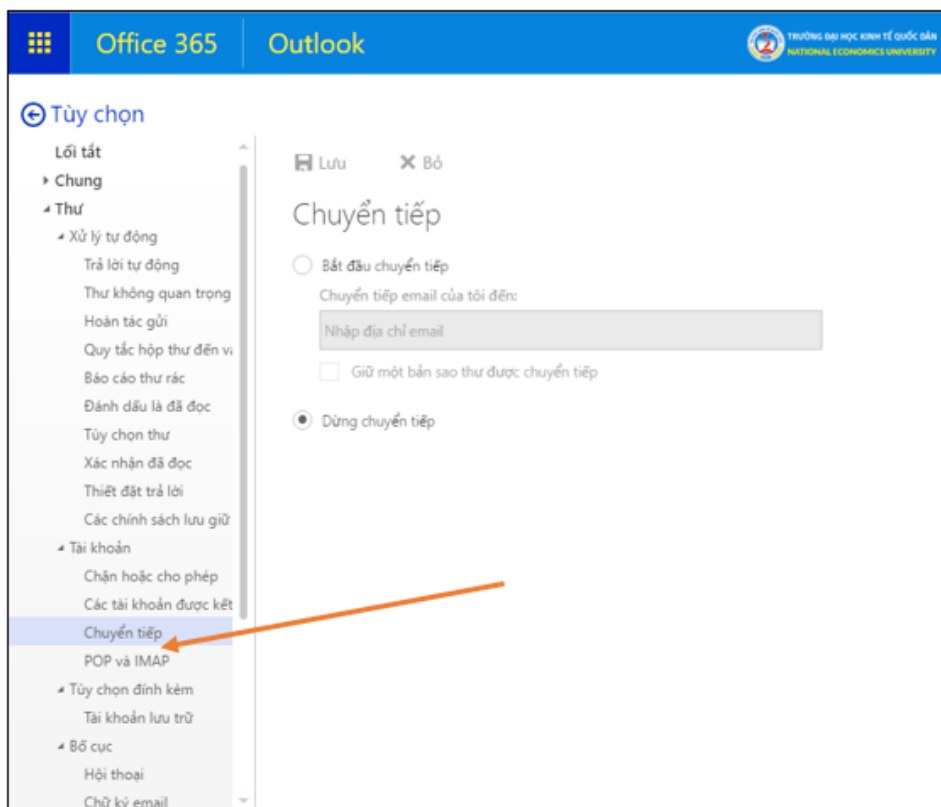 Office 365
Outlook
TRƯỜNG ĐẠI HỌC KINH TẾ QUỐC DÂN
NATIONAL ECONOMICS UNIVERSITY
Tùy chọn
Lối tắt
Chung
Thư
Xử lý tự động
Trả lời tự động
Thư không quan trọng
Hoàn tác gửi
Quy tắc hộp thư đến và
Báo cáo thư rác
Đánh dấu là đã đọc
Tùy chọn thư
Xác nhận đã đọc
Thiết đặt trả lời
Các chính sách lưu giữ
Tài khoản
Chặn hoặc cho phép
Các tài khoản được kết
Chuyển tiếp
POP và IMAP
Tùy chọn đính kèm
Tài khoản lưu trữ
Bố cục
Hội thoại
Chữ ký email
Lưu
Bỏ
Chuyển tiếp
Bắt đầu chuyển tiếp
Chuyển tiếp email của tôi đến:
Nhập địa chỉ email
Giữ một bản sao thư được chuyển tiếp
Dừng chuyển tiếp